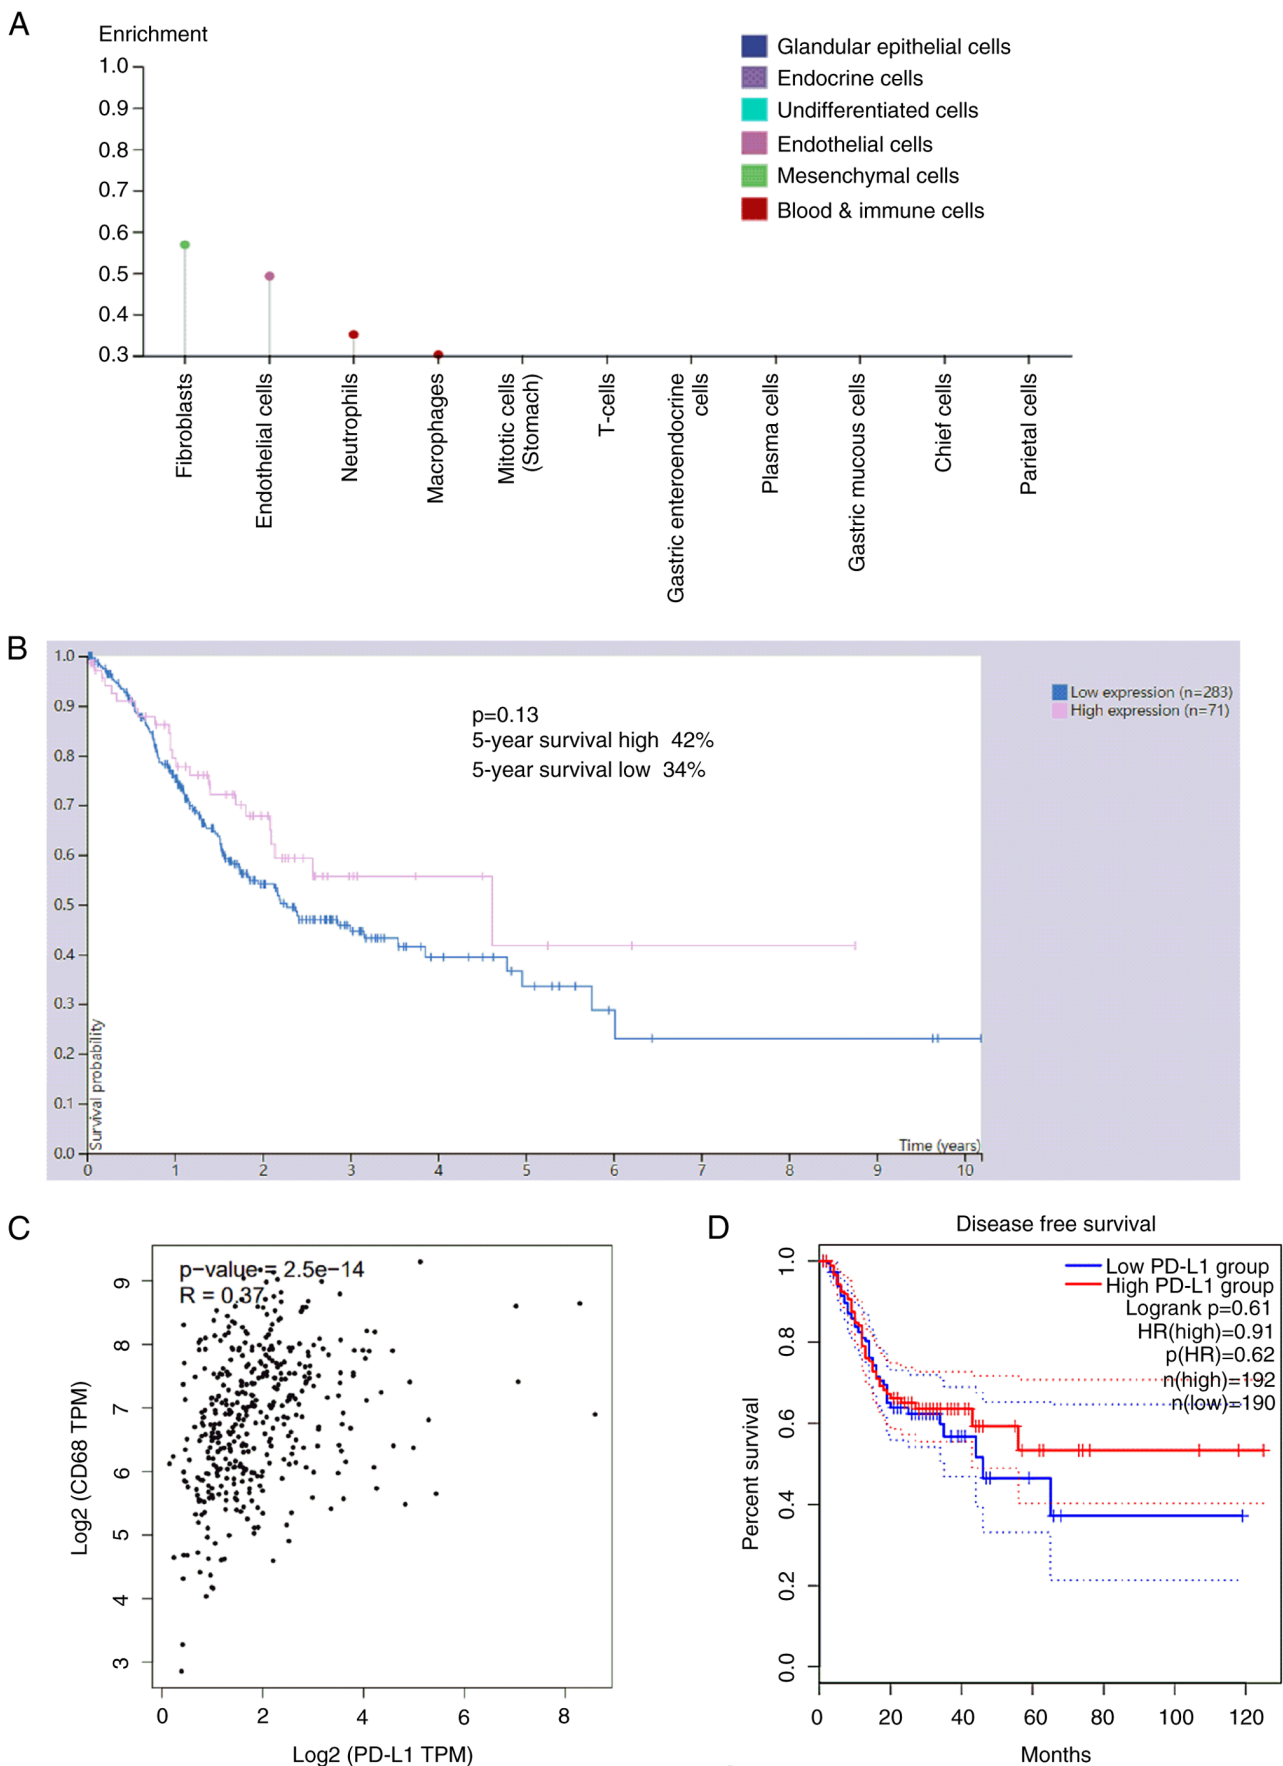 A
Enrichment
1.0
0.9
0.8
0.7
0.6
0.5
0.4
0.3
Glandular epithelial cells
Endocrine cells
Undifferentiated cells
Endothelial cells
Mesenchymal cells
Blood & immune cells
Fibroblasts
Endothelial cells
Neutrophils
Macrophages
Mitotic cells
(Stomach)
T-cells
Gastric enteroendocrine
cells
Plasma cells
Gastric mucous cells
Chief cells
Parietal cells
B
1.0
0.9
0.8
0.7
0.6
0.5
0.4
0.3
0.2
0.1
0.0
Survival probability
p=0.13
5-year survival high 42%
5-year survival low 34%
Low expression (n=283)
High expression (n=71)
Time (years)
0 1 2 3 4 5 6 7 8 9 10
C
p-value = 2.5e-14
R = 0.37
9
8
7
6
5
4
3
Log2 (CD68 TPM)
0 2 4 6 8
Log2 (PD-L1 TPM)
D
Disease free survival
Low PD-L1 group
High PD-L1 group
Logrank p=0.61
HR(high)=0.91
p(HR)=0.62
n(high)=192
n(low)=190
1.0
0.8
0.6
0.4
0.2
0.0
Percent survival
0 20 40 60 80 100 120
Months